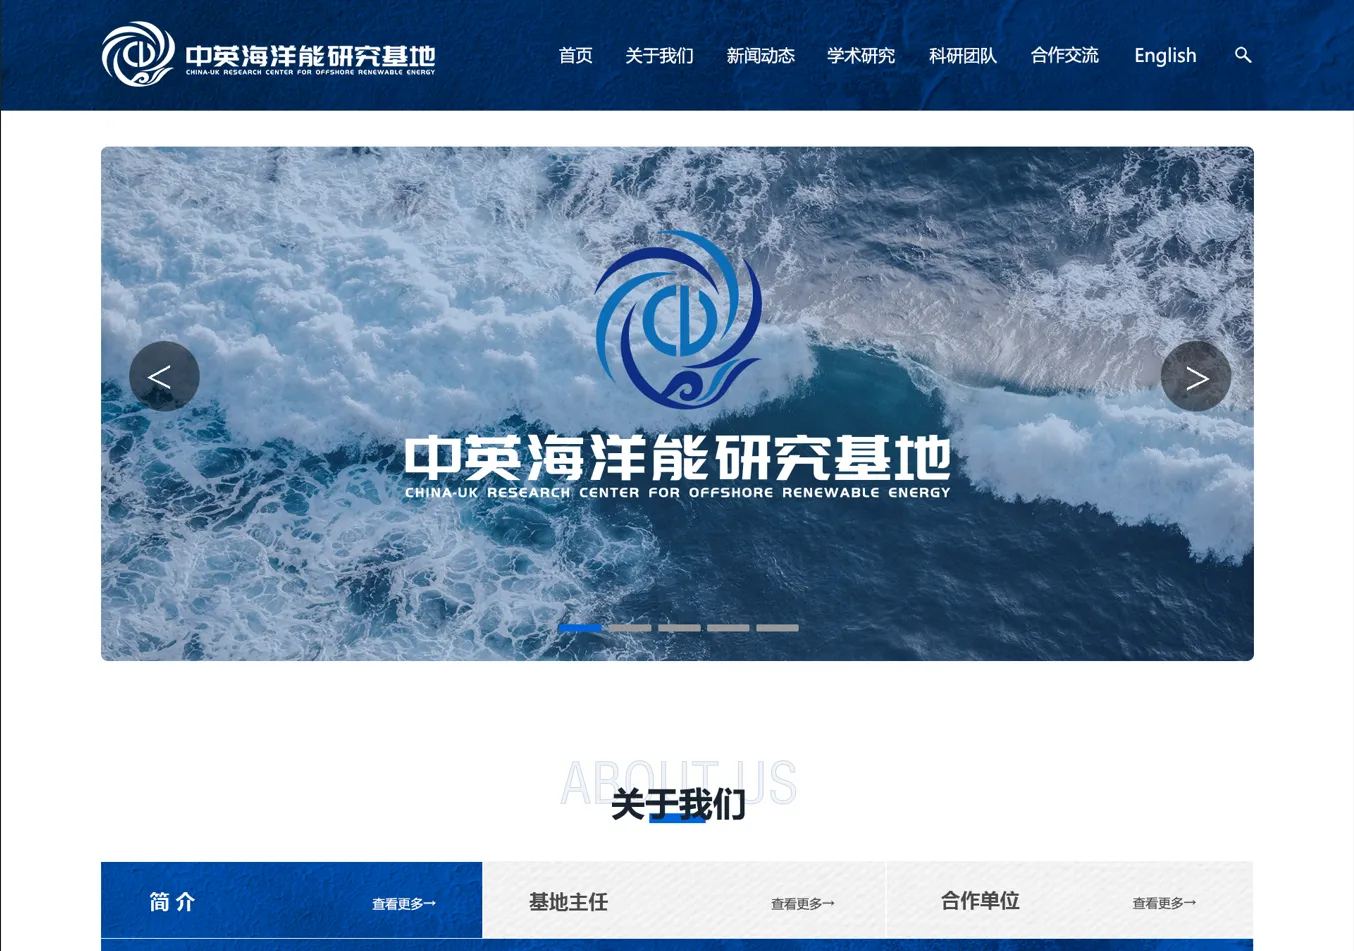 中英海洋能研究基地
CHINA-UK RESEARCH CENTER FOR OFFSHORE RENEWABLE ENERGY
首页 关于我们 新闻动态 学术研究 科研团队 合作交流 English
< >
中英海洋能研究基地
CHINA-UK RESEARCH CENTER FOR OFFSHORE RENEWABLE ENERGY
ABOUT US
关于我们
简 介 查看更多→ 基地主任 查看更多→ 合作单位 查看更多→